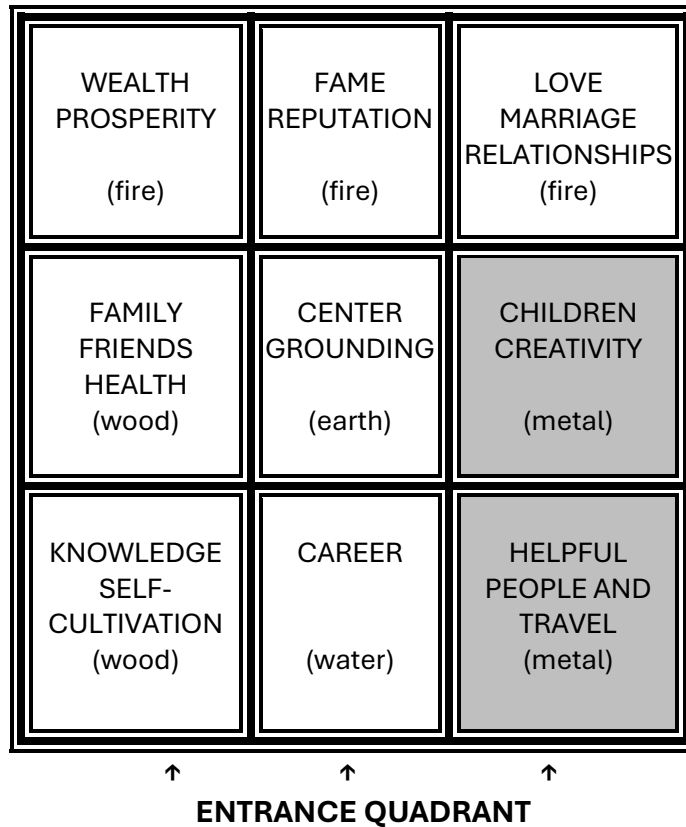 WEALTH
PROSPERITY
(fire)
FAME
REPUTATION
(fire)
LOVE
MARRIAGE
RELATIONSHIPS
(fire)
FAMILY
FRIENDS
HEALTH
(wood)
CENTER
GROUNDING
(earth)
CHILDREN
CREATIVITY
(metal)
KNOWLEDGE
SELF-
CULTIVATION
(wood)
CAREER
(water)
HELPFUL
PEOPLE AND
TRAVEL
(metal)
↑ ↑ ↑
ENTRANCE QUADRANT